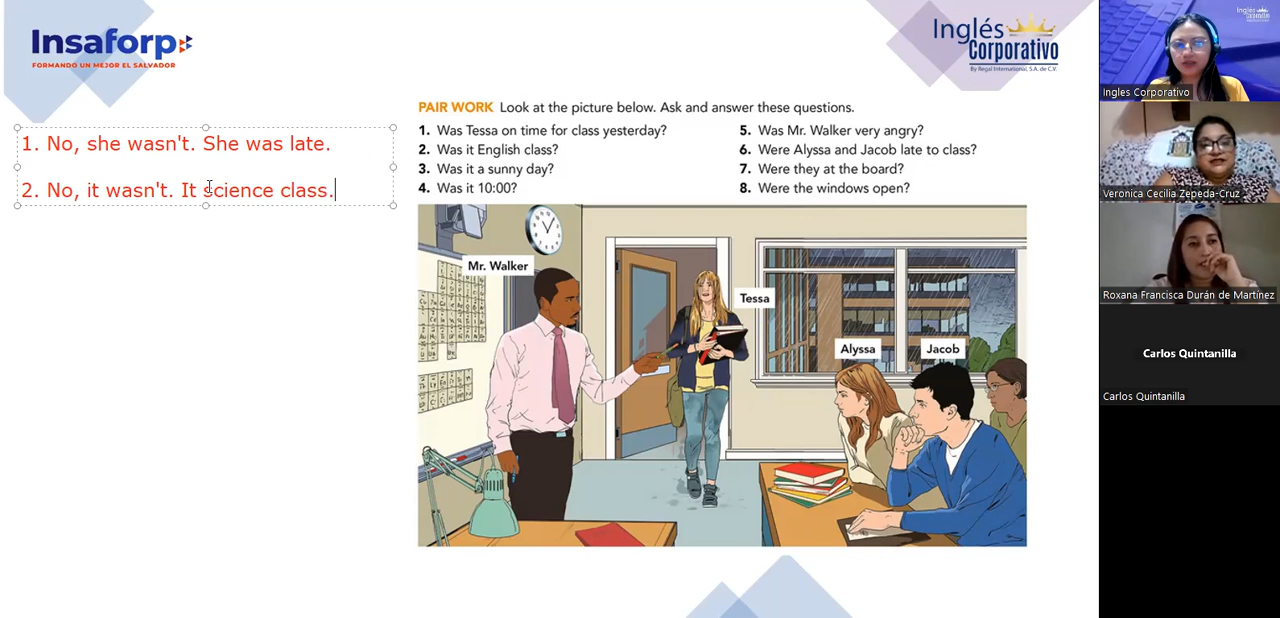 Insaforp
FORMANDO UN MEJOR EL SALVADOR
Inglés
Corporativo
By Regal International, S.A. de C.V.
1. No, she wasn't. She was late.
2. No, it wasn't. It science class.
PAIR WORK Look at the picture below. Ask and answer these questions.
1. Was Tessa on time for class yesterday?
2. Was it English class?
3. Was it a sunny day?
4. Was it 10:00?
5. Was Mr. Walker very angry?
6. Were Alyssa and Jacob late to class?
7. Were they at the board?
8. Were the windows open?
Mr. Walker
Tessa
Alyssa
Jacob
Ingles Corporativo
Veronica Cecilia Zepeda-Cruz
Roxana Francisca Durán de Martínez
Carlos Quintanilla
Carlos Quintanilla